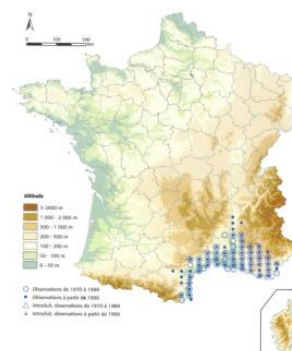 N
0 100 200
km
Altitude
> 2000 m
1 000 - 2 000 m
500 - 1 000 m
200 - 500 m
100 - 200 m
50 - 100 m
0 - 50 m
Observations de 1970 à 1989
Observations à partir de 1990
Introduit, observations de 1970 à 1989
Introduit, observations à partir de 1990